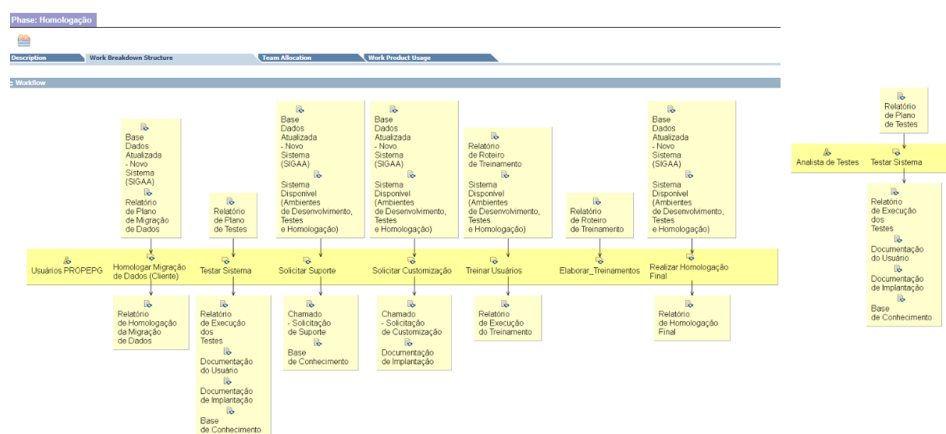 Phase: Homologação
Description
Work Breakdown Structure
Team Allocation
Work Product Usage
Workflow
Base
Dados
Atualizada
- Novo
Sistema
(SIGAA)
Relatório
de Plano
de Migração
de Dados
Relatório
de Plano
de Testes
Base
Dados
Atualizada
- Novo
Sistema
(SIGAA)
Sistema
Disponível
(Ambientes
de Desenvolvimento,
Testes
e Homologação)
Base
Dados
Atualizada
- Novo
Sistema
(SIGAA)
Sistema
Disponível
(Ambientes
de Desenvolvimento,
Testes
e Homologação)
Relatório
de Roteiro
de Treinamento
Sistema
Disponível
(Ambientes
de Desenvolvimento,
Testes
e Homologação)
Relatório
de Roteiro
de Treinamento
Base
Dados
Atualizada
- Novo
Sistema
(SIGAA)
Sistema
Disponível
(Ambientes
de Desenvolvimento,
Testes
e Homologação)
Usuários PROPEPG
Homologar Migração
de Dados (Cliente)
Testar Sistema
Solicitar Suporte
Solicitar Customização
Treinar Usuários
Elaborar_Treinamentos
Realizar Homologação
Final
Relatório
de Homologação
da Migração
de Dados
Relatório
de Execução
dos
Testes
Documentação
do Usuário
Documentação
de Implantação
Base
de Conhecimento
Chamado
- Solicitação
de Suporte
Base
de Conhecimento
Chamado
- Solicitação
de Customização
Documentação
de Implantação
Relatório
de Execução
do Treinamento
Relatório
de Homologação
Final
Relatório
de Plano
de Testes
Analista de Testes
Testar Sistema
Relatório
de Execução
dos
Testes
Documentação
do Usuário
Documentação
de Implantação
Base
de Conhecimento